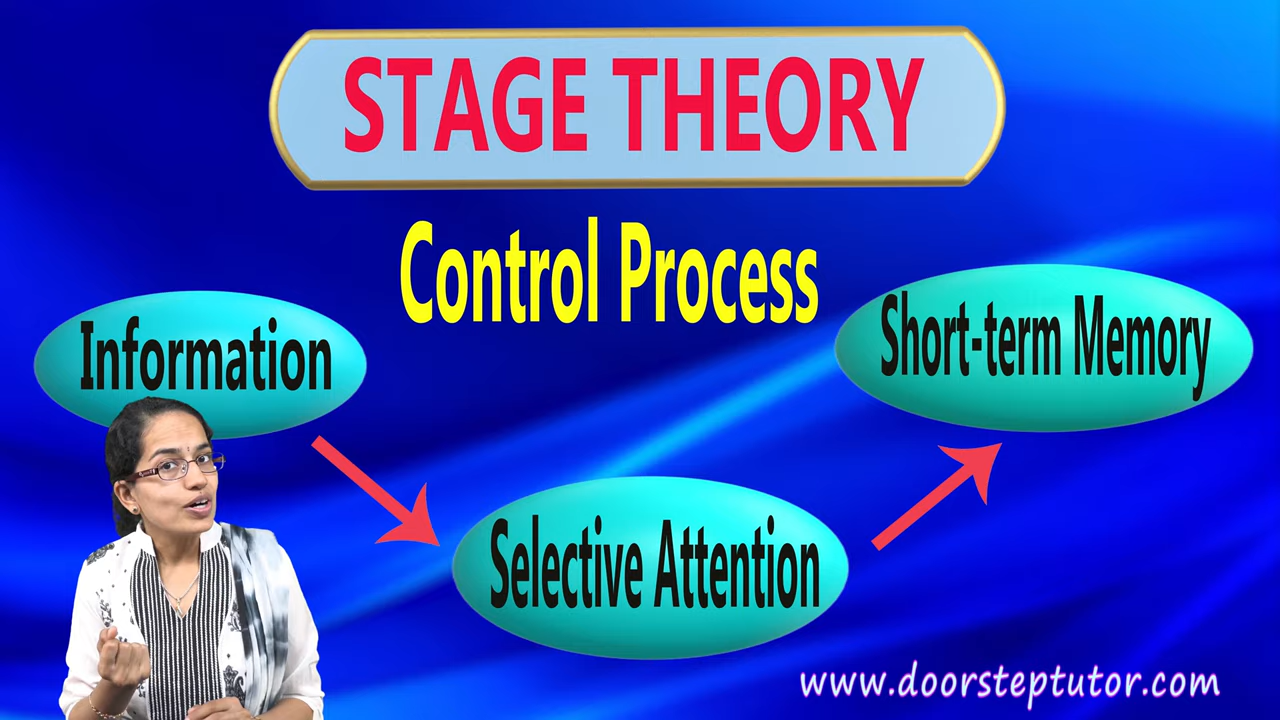 STAGE THEORY
Control Process
Information
Short-term Memory
Selective Attention
www.doorsteptutor.com